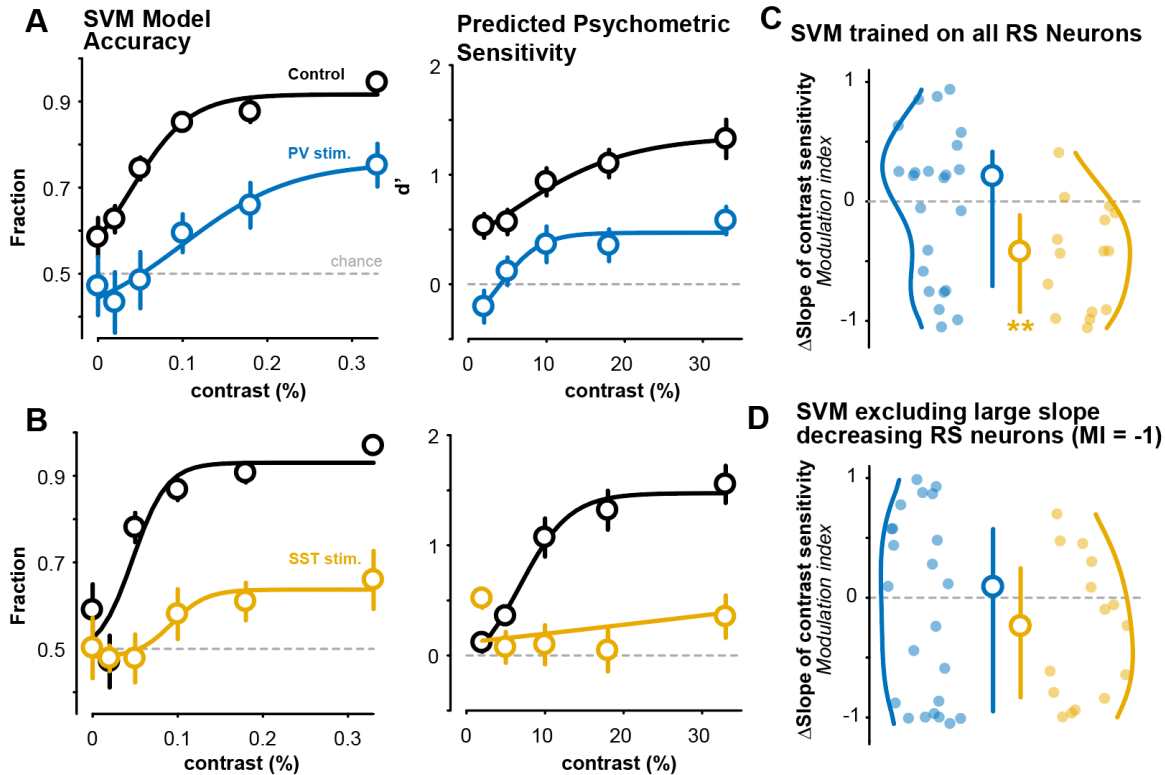 A
SVM Model
Accuracy
Control
PV stim.
chance
0.9
0.7
0.5
Fraction
0
0.1
0.2
0.3
contrast (%)
Predicted Psychometric
Sensitivity
2
1
0
d'
0
10
20
30
contrast (%)
B
SST stim.
0.9
0.7
0.5
Fraction
0
0.1
0.2
0.3
contrast (%)
2
1
0
0
10
20
30
contrast (%)
C
SVM trained on all RS Neurons
ΔSlope of contrast sensitivity
Modulation index
1
0
-1
**
D
SVM excluding large slope
decreasing RS neurons (MI = -1)
ΔSlope of contrast sensitivity
Modulation index
1
0
-1